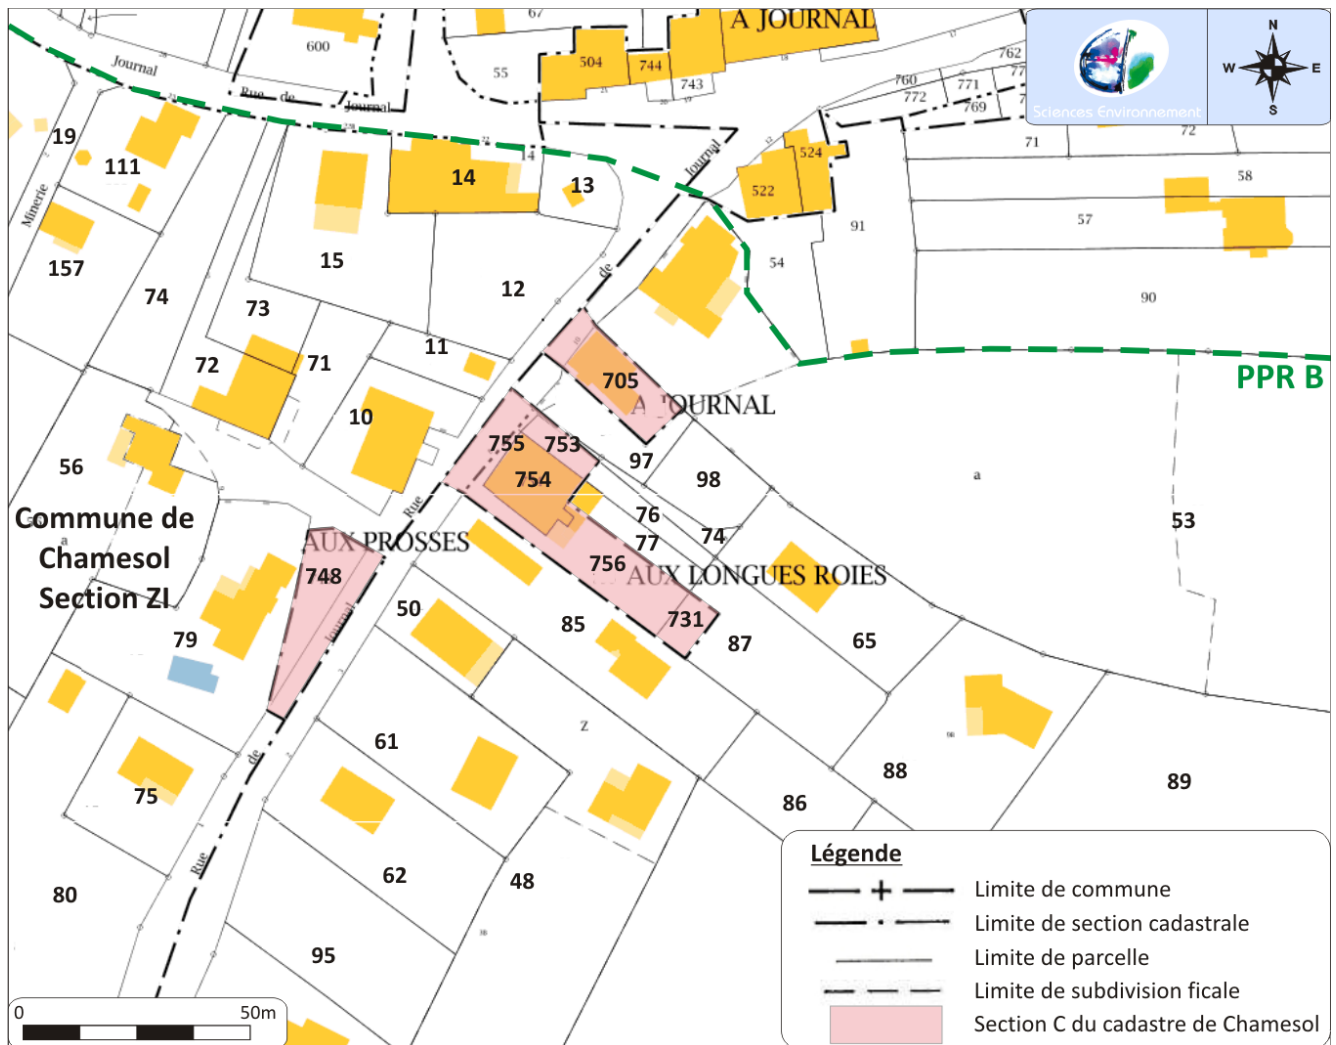 67
A JOURNAL
600
Journal
55
504
744
743
762
760
771
772
769
Sciences Environnement
N
W
E
S
Rue de
Journal
19
111
14
14
13
Journal
524
522
71
72
58
57
91
Minerie
157
15
12
de
54
90
74
73
11
72
71
705
PPR B
10
A JOURNAL
755
753
97
98
a
56
754
76
74
53
Rue
Commune de
Chamesol
Section ZI
a
AUX PROSSES
77
748
756
AUX LONGUES ROIES
50
85
731
87
65
79
Journal
61
Z
88
89
75
de
86
62
48
80
Rue
95
Légende
Limite de commune
Limite de section cadastrale
Limite de parcelle
Limite de subdivision ficale
Section C du cadastre de Chamesol
0
50m